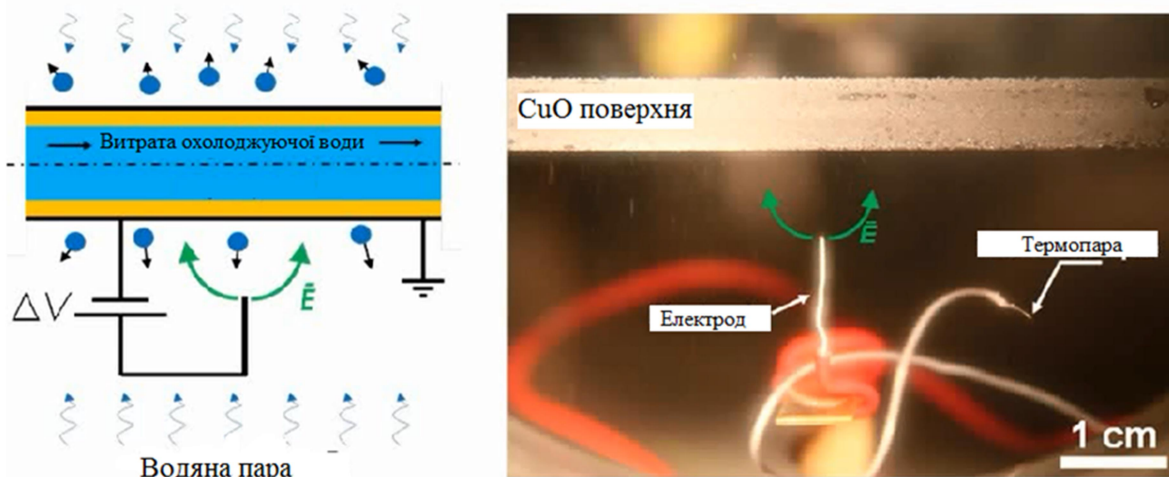 Витрата охолоджуючої води
ΔV
Ē
Водяна пара
CuO поверхня
Ē
Термопара
Електрод
1 cm